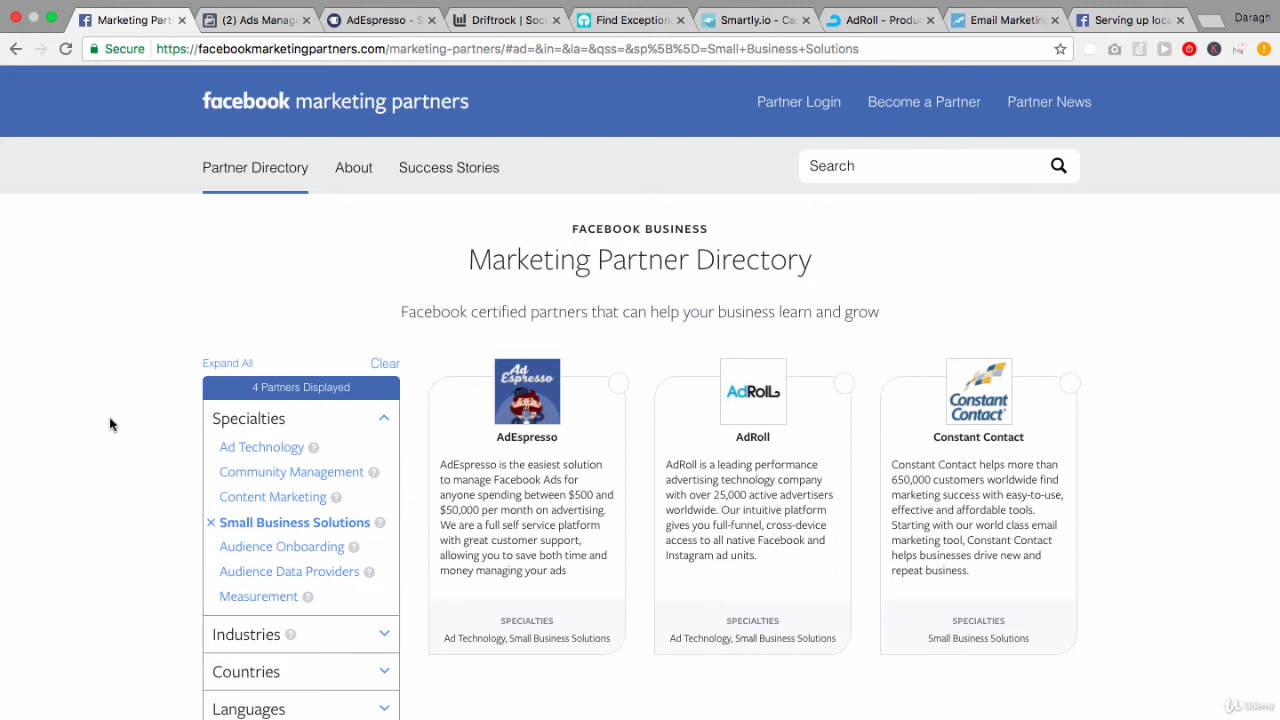 Marketing Part
(2) Ads Manag
AdEspresso - S
Driftrock | Soci
Find Exception
Smartly.io - Ca
AdRoll - Produc
Email Marketin
Serving up loca
Daragh
Secure
https://facebookmarketingpartners.com/marketing-partners/#ad=&in=&la=&qss=&sp%5B%5D=Small+Business+Solutions
facebook marketing partners
Partner Login
Become a Partner
Partner News
Partner Directory
About
Success Stories
Search
FACEBOOK BUSINESS
Marketing Partner Directory
Facebook certified partners that can help your business learn and grow
Expand All
Clear
4 Partners Displayed
Specialties
Ad Technology ?
Community Management ?
Content Marketing ?
× Small Business Solutions ?
Audience Onboarding ?
Audience Data Providers ?
Measurement ?
Industries ?
Countries
Languages
Ad
Espresso
AdEspresso
AdEspresso is the easiest solution
to manage Facebook Ads for
anyone spending between $500 and
$50,000 per month on advertising.
We are a full self service platform
with great customer support,
allowing you to save both time and
money managing your ads
SPECIALTIES
Ad Technology, Small Business Solutions
AdRoll
AdRoll
AdRoll is a leading performance
advertising technology company
with over 25,000 active advertisers
worldwide. Our intuitive platform
gives you full-funnel, cross-device
access to all native Facebook and
Instagram ad units.
SPECIALTIES
Ad Technology, Small Business Solutions
Constant
Contact
Constant Contact
Constant Contact helps more than
650,000 customers worldwide find
marketing success with easy-to-use,
effective and affordable tools.
Starting with our world class email
marketing tool, Constant Contact
helps businesses drive new and
repeat business.
SPECIALTIES
Small Business Solutions
Udemy